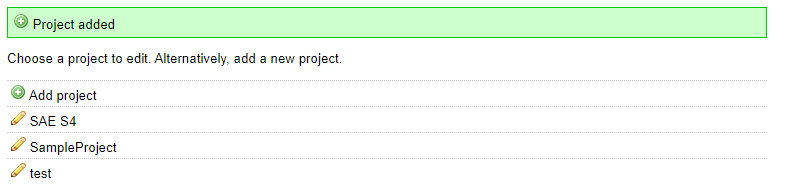 Project added
Choose a project to edit. Alternatively, add a new project.
Add project
SAE S4
SampleProject
test